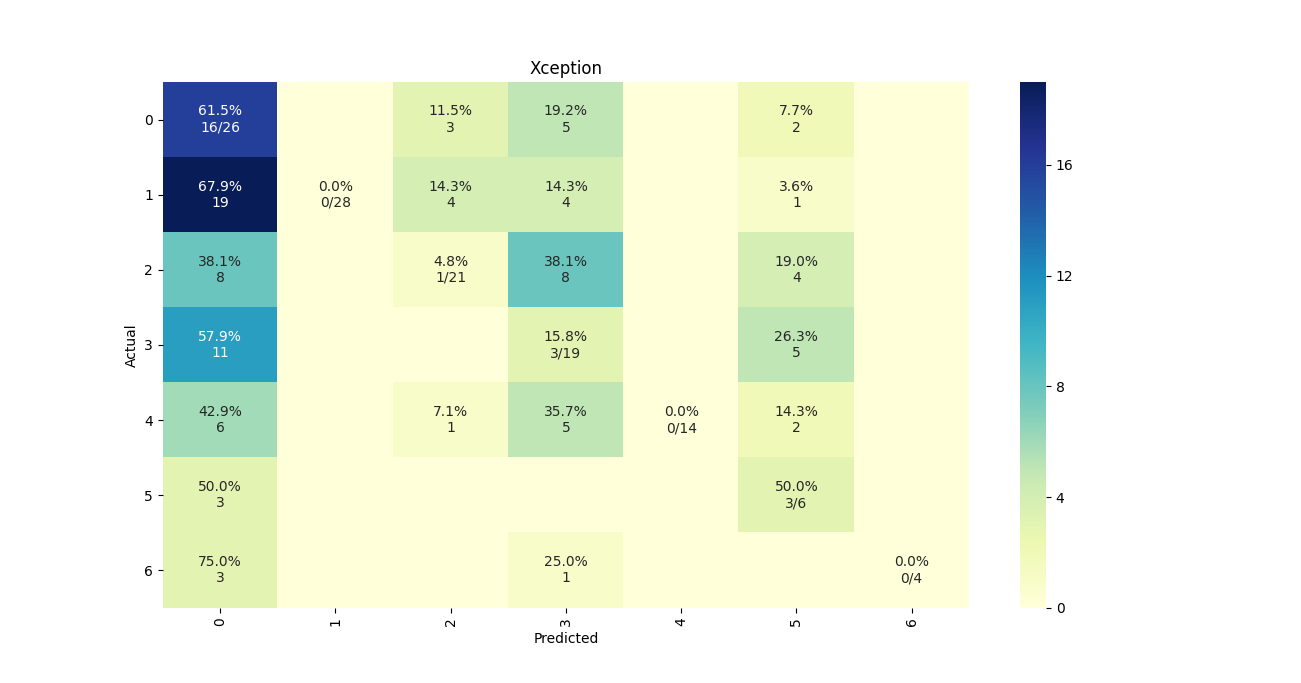 Xception
61.5% 11.5% 19.2% 7.7%
0 16/26 3 5 2
67.9% 0.0% 14.3% 14.3% 3.6%
1 19 0/28 4 4 1
38.1% 4.8% 38.1% 19.0%
2 8 1/21 8 4
57.9% 15.8% 26.3%
3 11 3/19 5
42.9% 7.1% 35.7% 0.0% 14.3%
4 6 1 5 0/14 2
50.0% 50.0%
5 3 3/6
75.0% 25.0% 0.0%
6 3 1 0/4
Actual
0 1 2 3 4 5 6
Predicted
16
12
8
4
0